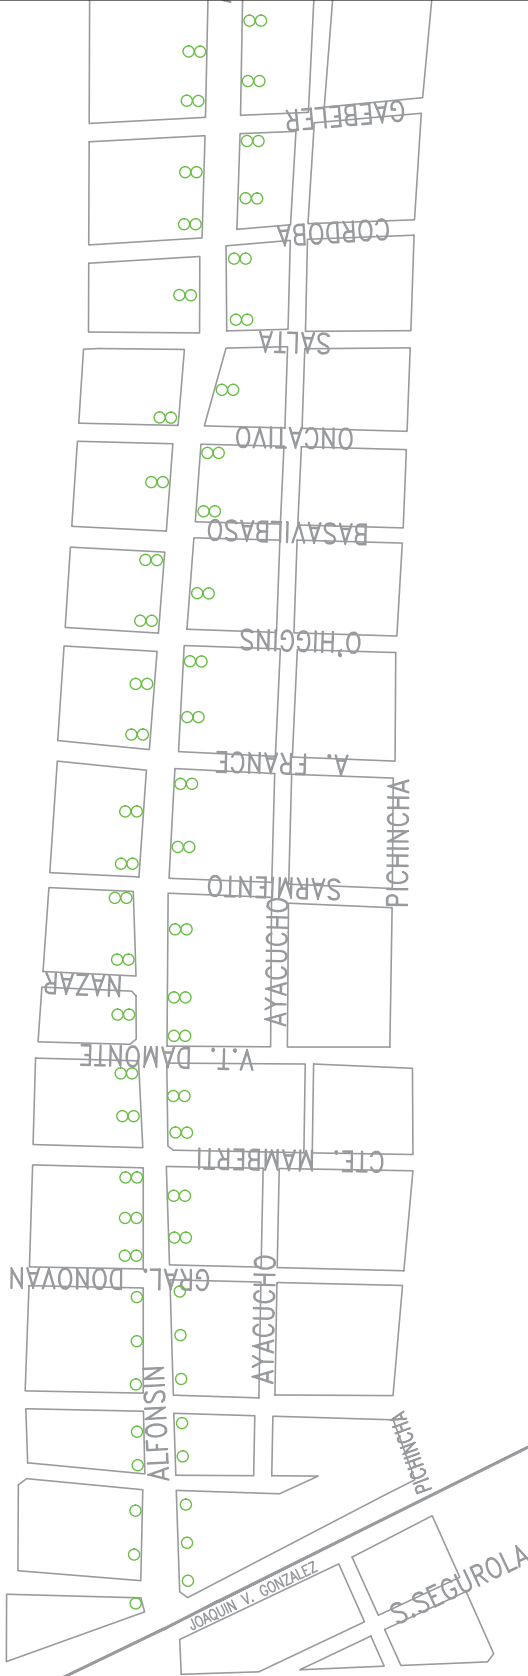 GAEBELER
CORDOBA
SALTA
ONCATIVO
BASAVILBASO
O'HIGGINS
A. FRANCE
PICHINCHA
SARMIENTO
AYACUCHO
NAZAR
V.T. DAMONTE
CTE. MAMBERTI
GRAL. DONOVAN
AYACUCHO
ALFONSIN
PICHINCHA
JOAQUIN V. GONZALEZ
S.SEGUROLA